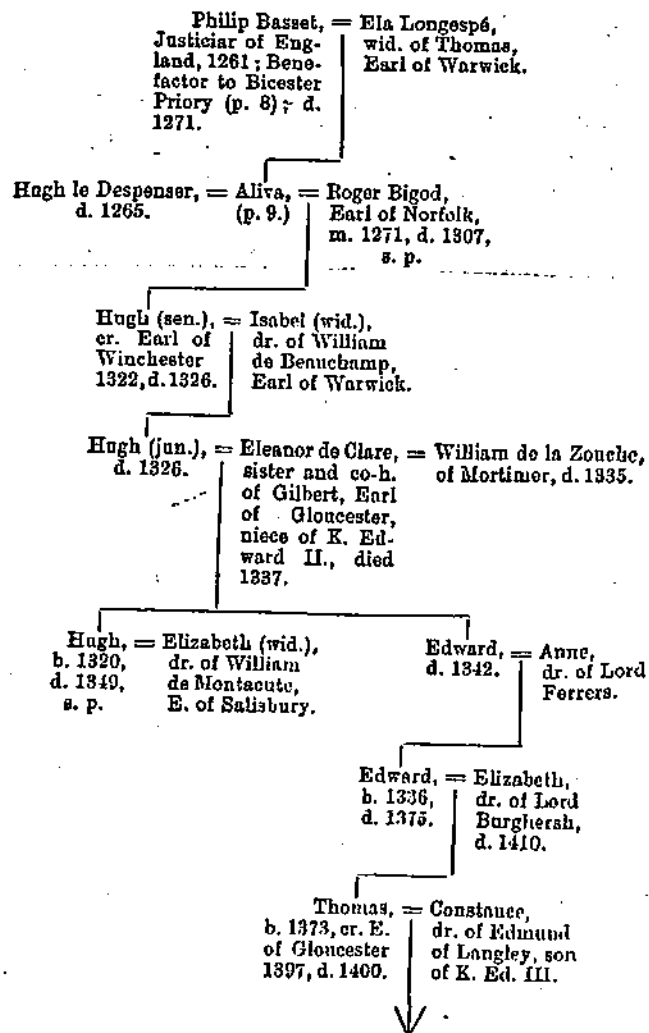 Philip Basset, = Ela Longespé,
Justiciar of Eng- wid. of Thomas,
land, 1261; Bene- Earl of Warwick.
factor to Bicester
Priory (p. 8); d.
1271.
Hugh le Despenser, = Aliva, = Roger Bigod,
d. 1265. (p. 9.) Earl of Norfolk,
m. 1271, d. 1307,
s. p.
Hugh (sen.), = Isabel (wid.),
cr. Earl of dr. of William
Winchester de Beauchamp,
1322, d. 1326. Earl of Warwick.
Hugh (jun.), = Eleanor de Clare, = William de la Zouche,
d. 1326. sister and co-h. of Mortimer, d. 1335.
of Gilbert, Earl
of Gloucester,
niece of K. Ed-
ward II., died
1337.
Hugh, = Elizabeth (wid.), Edward, = Anne,
b. 1320, dr. of William d. 1342. dr. of Lord
d. 1349, de Montacute, Ferrers.
s. p. E. of Salisbury.
Edward, = Elizabeth,
b. 1336, dr. of Lord
d. 1375. Burghersh,
d. 1410.
Thomas, = Constance,
b. 1373, cr. E. dr. of Edmund
of Gloucester of Langley, son
1397, d. 1400. of K. Ed. III.